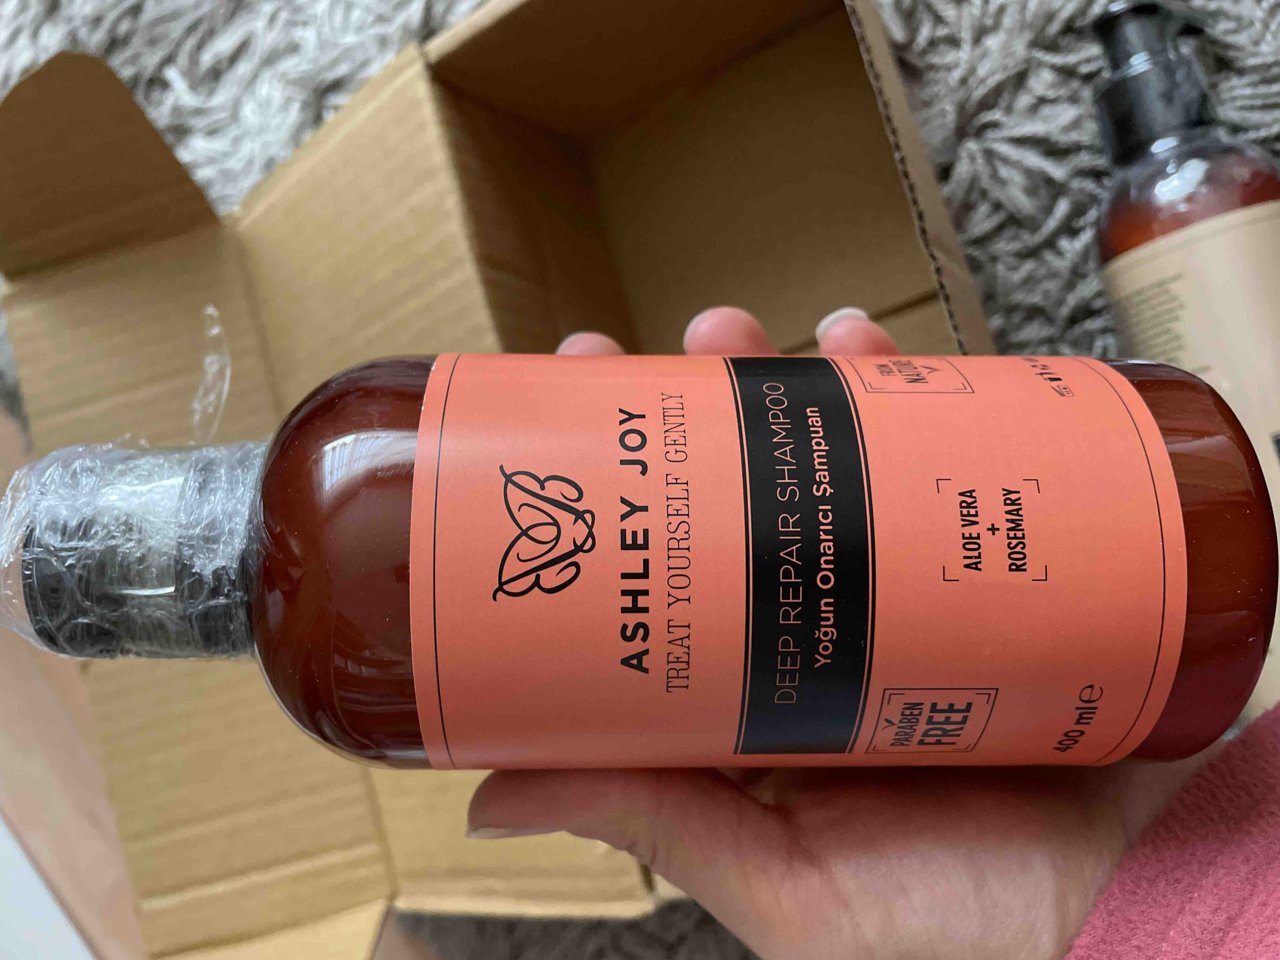 ASHLEY JOY
TREAT YOURSELF GENTLY
DEEP REPAIR SHAMPOO
Yoğun Onarıcı Şampuan
PARABEN
FREE
NATURE
ALOE VERA
+
ROSEMARY
400 ml℮